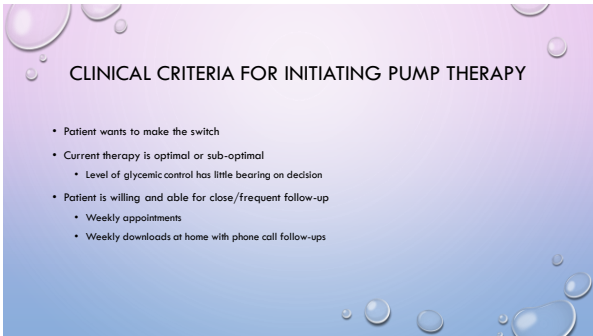 CLINICAL CRITERIA FOR INITIATING PUMP THERAPY
• Patient wants to make the switch
• Current therapy is optimal or sub-optimal
• Level of glycemic control has little bearing on decision
• Patient is willing and able for close/frequent follow-up
• Weekly appointments
• Weekly downloads at home with phone call follow-ups